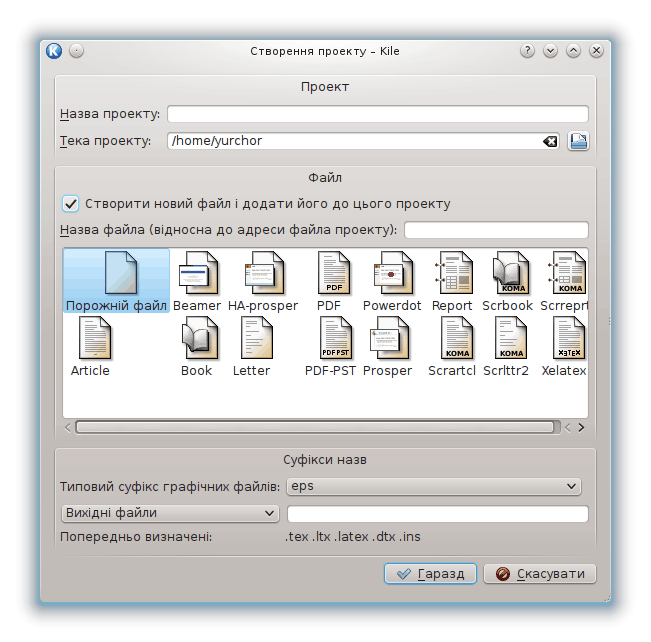 Створення проекту – Kile
Проект
Назва проекту:
Тека проекту: /home/yurchor
Файл
Створити новий файл і додати його до цього проекту
Назва файла (відносна до адреси файла проекту):
PDF KOMA KOMA
Порожній файл Beamer HA-prosper PDF Powerdot Report Scrbook Scrreprt
PDF PST KOMA KOMA XƎTEX
Article Book Letter PDF-PST Prosper Scrartcl Scrlttr2 Xelatex
Суфікси назв
Типовий суфікс графічних файлів: eps
Вихідні файли
Попередньо визначені: .tex .ltx .latex .dtx .ins
Гаразд Скасувати